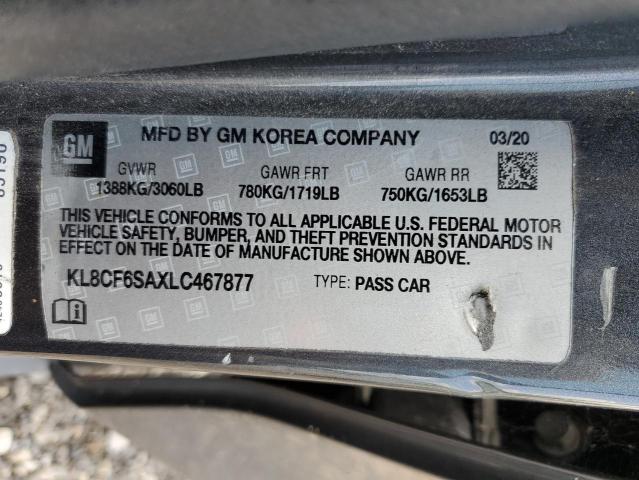 GM
MFD BY GM KOREA COMPANY
03/20
GVWR
1388KG/3060LB
GAWR FRT
780KG/1719LB
GAWR RR
750KG/1653LB
THIS VEHICLE CONFORMS TO ALL APPLICABLE U.S. FEDERAL MOTOR
VEHICLE SAFETY, BUMPER, AND THEFT PREVENTION STANDARDS IN
EFFECT ON THE DATE OF MANUFACTURE SHOWN ABOVE.
KL8CF6SAXLC467877
TYPE: PASS CAR